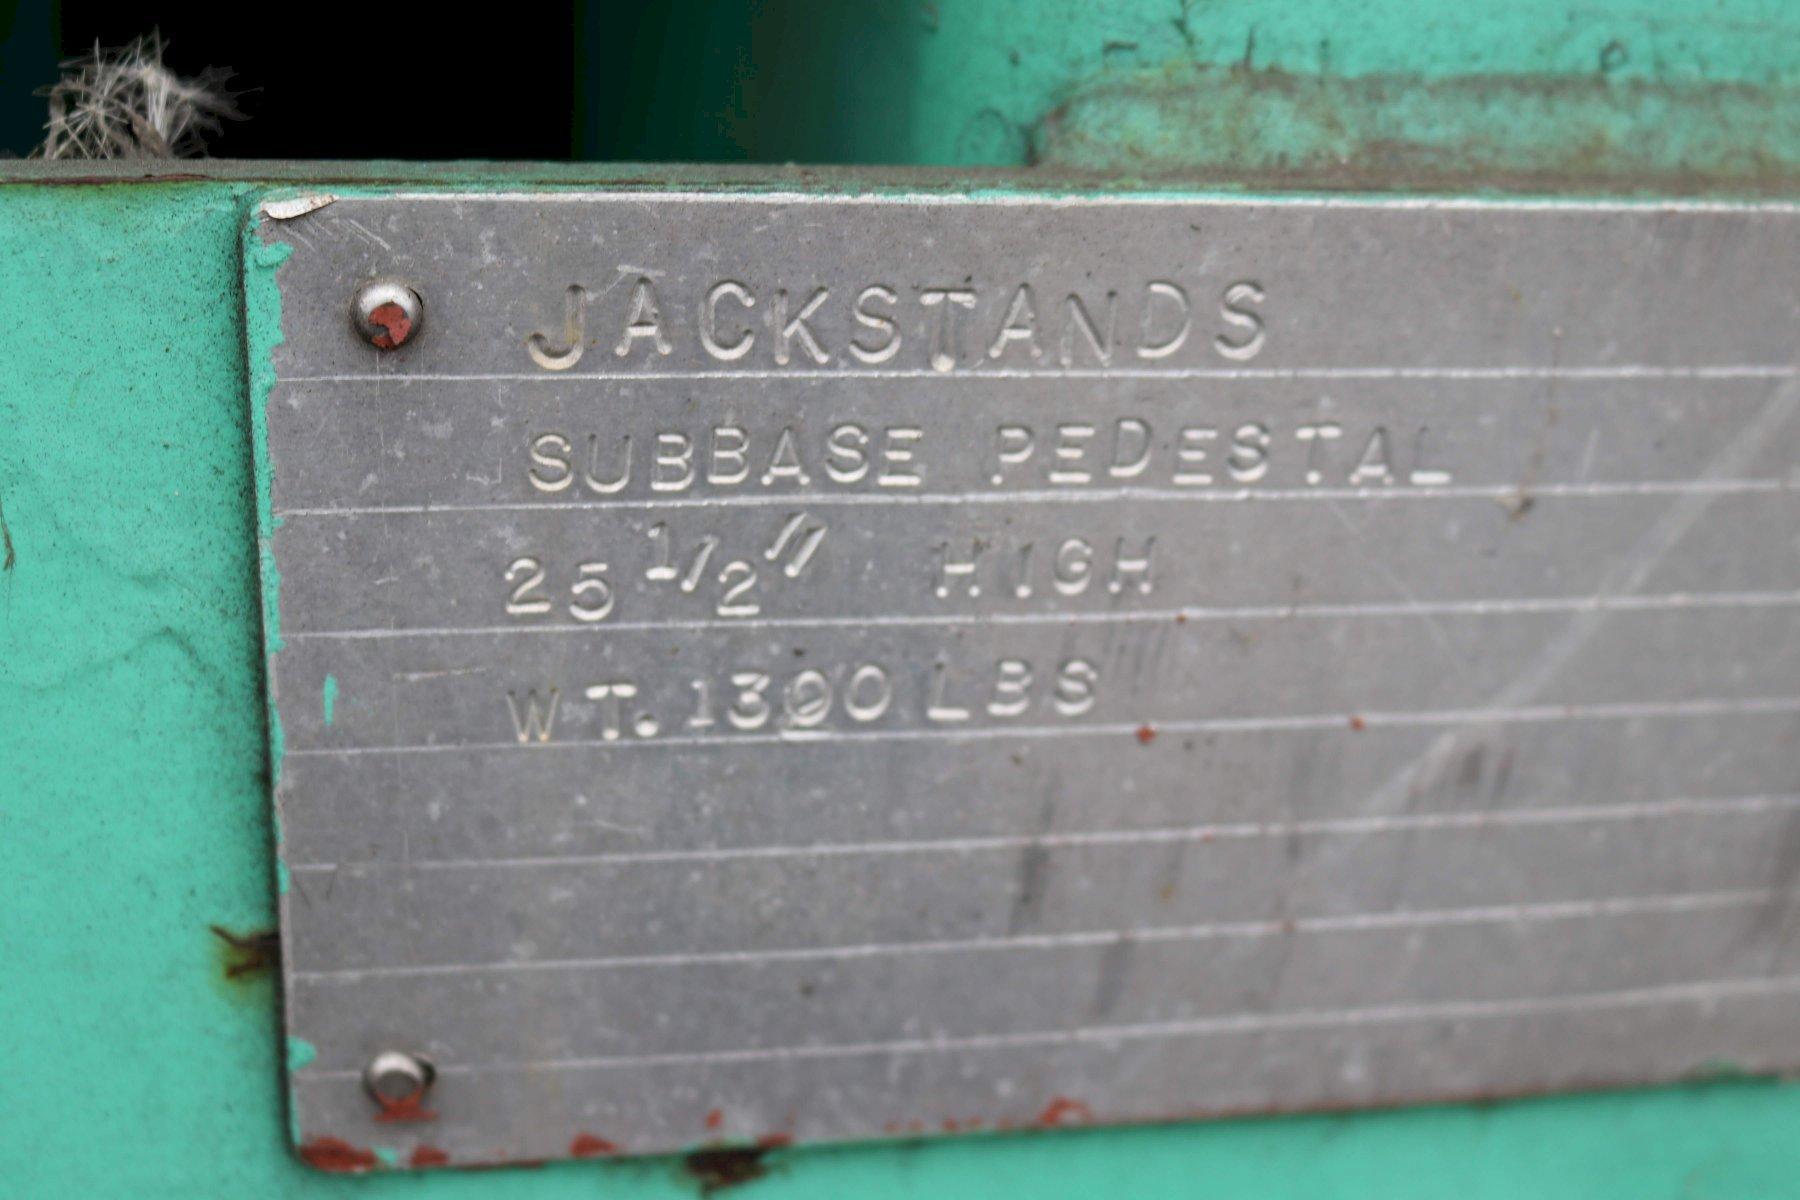 JACKSTANDS
SUBBASE PEDESTAL
25 1/2" HIGH
WT. 1300 LBS